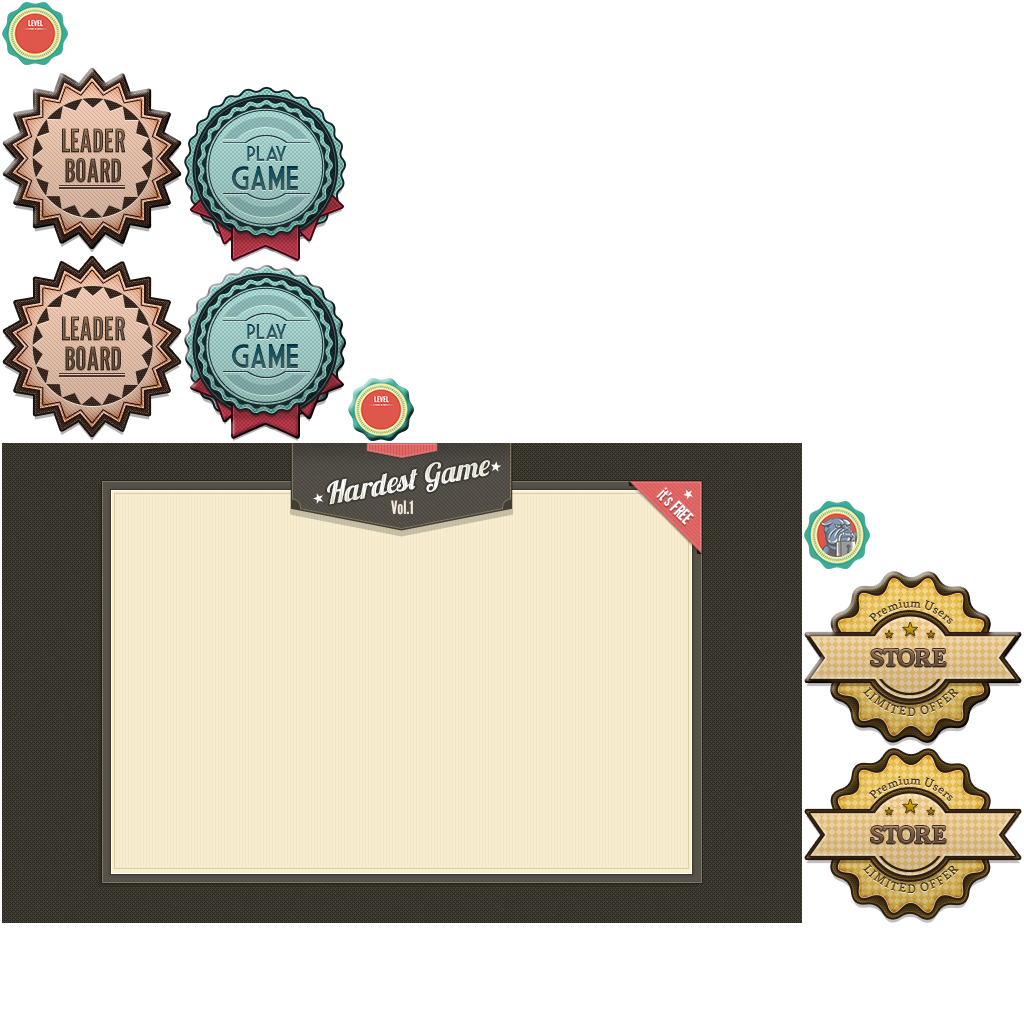 LEVEL
LEADER
BOARD
PLAY
GAME
LEADER
BOARD
PLAY
GAME
LEVEL
Hardest Game
Vol.1
it's FREE
Premium Users
STORE
LIMITED OFFER
Premium Users
STORE
LIMITED OFFER